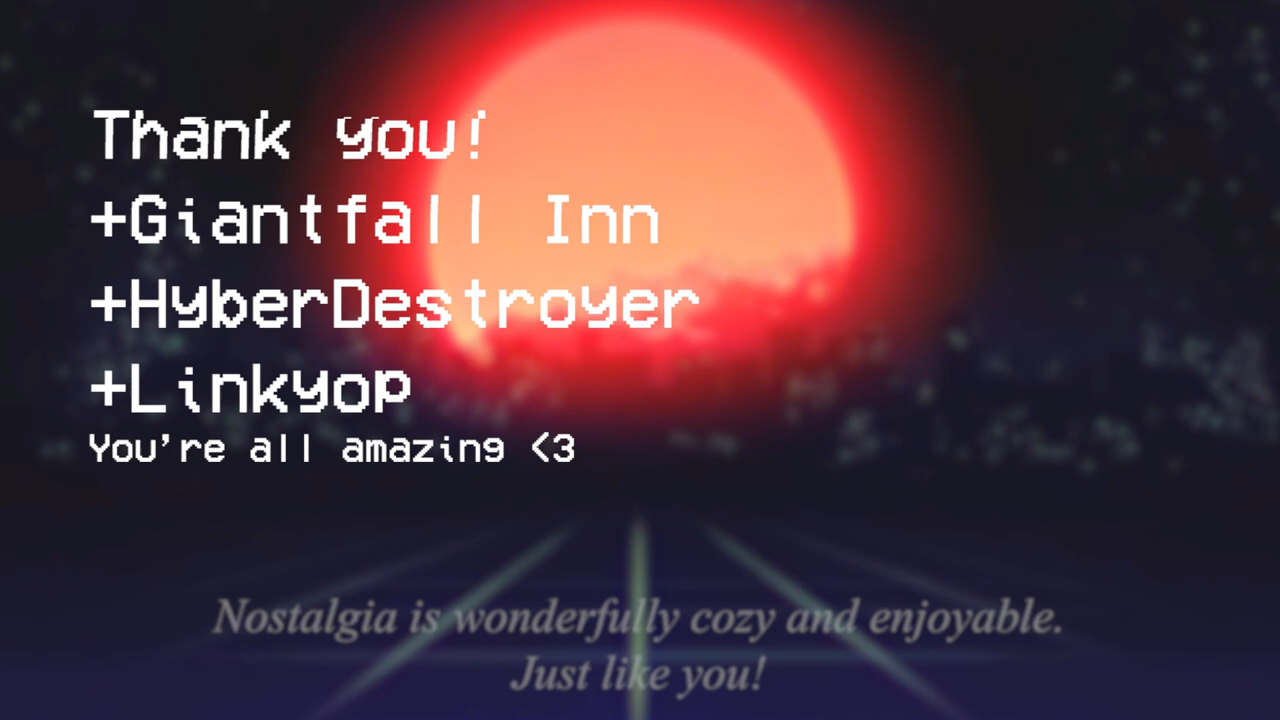 Thank you!
+Giantfall Inn
+HyberDestroyer
+Linkyop
You're all amazing <3
Nostalgia is wonderfully cozy and enjoyable.
Just like you!